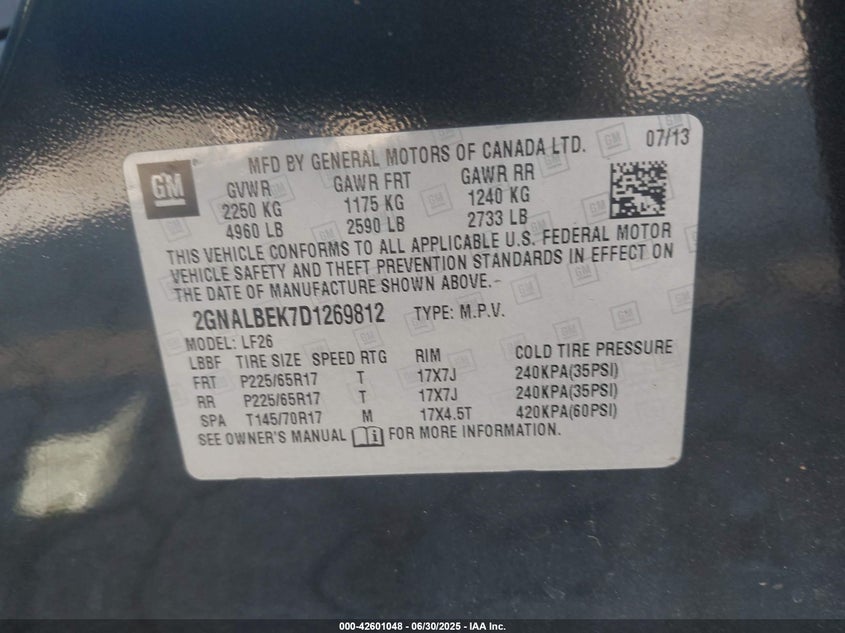 MFD BY GENERAL MOTORS OF CANADA LTD. 07/13
GM
GVWR GAWR FRT GAWR RR
2250 KG 1175 KG 1240 KG
4960 LB 2590 LB 2733 LB
THIS VEHICLE CONFORMS TO ALL APPLICABLE U.S. FEDERAL MOTOR
VEHICLE SAFETY AND THEFT PREVENTION STANDARDS IN EFFECT ON
THE DATE OF MANUFACTURE SHOWN ABOVE.
2GNALBEK7D1269812 TYPE: M.P.V.
MODEL: LF26
LBBF TIRE SIZE SPEED RTG RIM COLD TIRE PRESSURE
FRT P225/65R17 T 17X7J 240KPA(35PSI)
RR P225/65R17 T 17X7J 240KPA(35PSI)
SPA T145/70R17 M 17X4.5T 420KPA(60PSI)
SEE OWNER'S MANUAL FOR MORE INFORMATION.
000-42601048 - 06/30/2025 - IAA Inc.